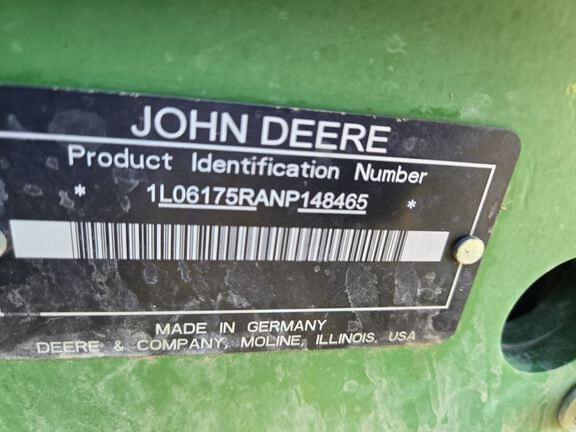 JOHN DEERE
Product Identification Number
* 1L06175RANP148465 *
MADE IN GERMANY
DEERE & COMPANY, MOLINE, ILLINOIS, USA